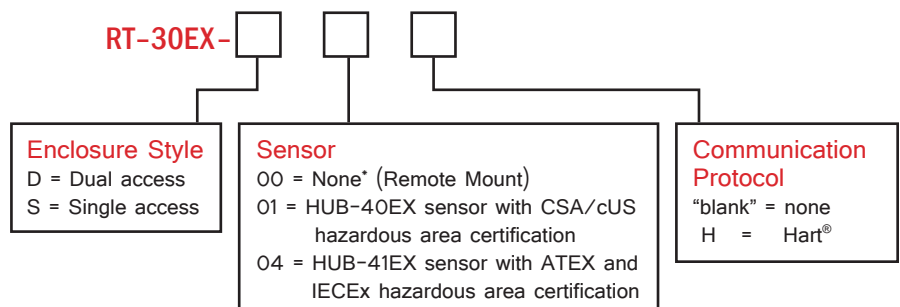 RT-30EX-
Enclosure Style
D = Dual access
S = Single access
Sensor
00 = None* (Remote Mount)
01 = HUB-40EX sensor with CSA/cUS
hazardous area certification
04 = HUB-41EX sensor with ATEX and
IECEx hazardous area certification
Communication
Protocol
“blank” = none
H = Hart®